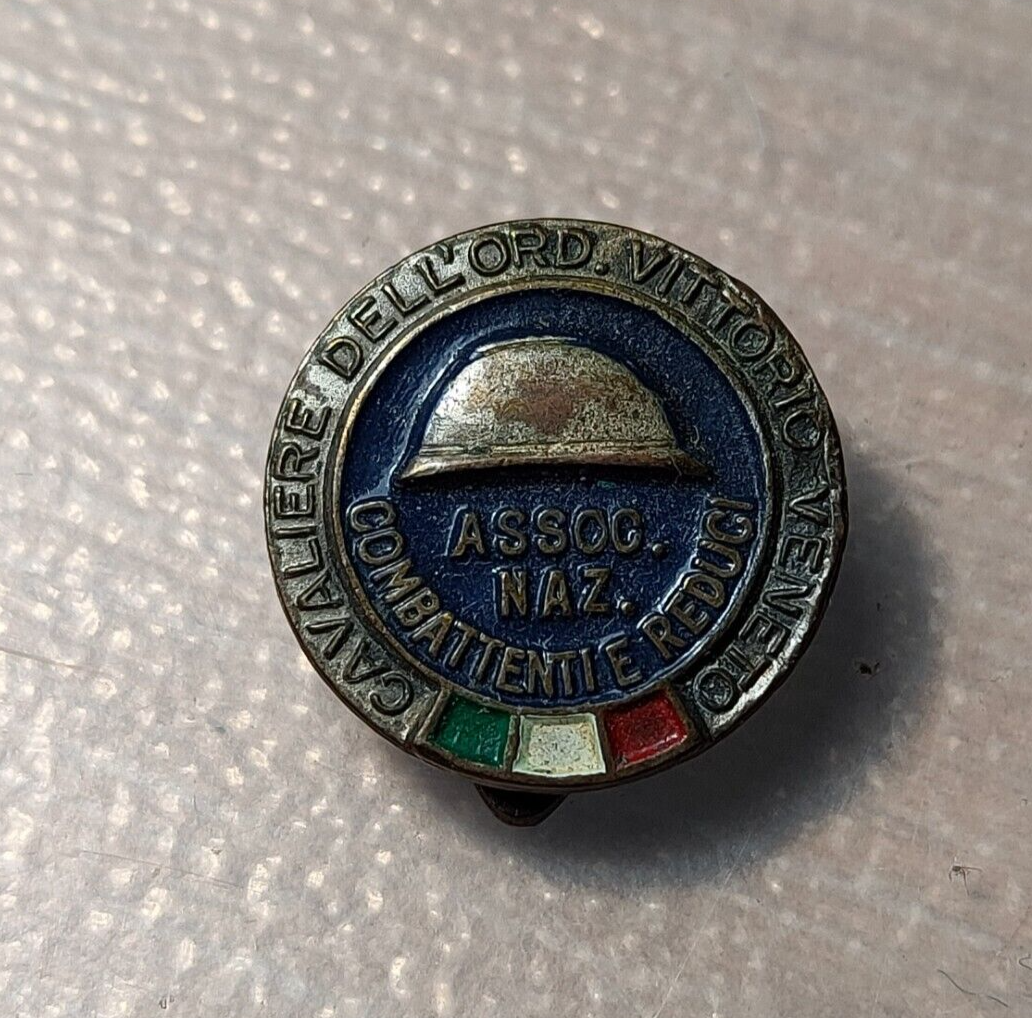 CAVALIERE DELL'ORD. VITTORIO VENETO
ASSOC.
NAZ.
COMBATTENTI E REDUCI